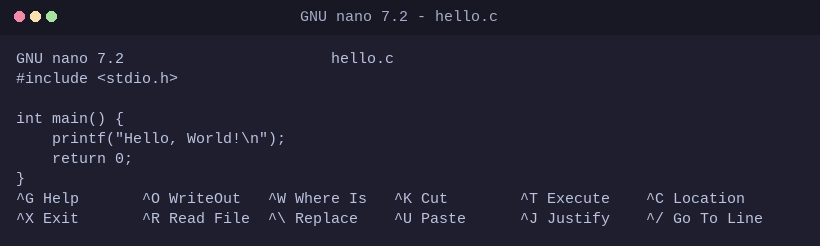 GNU nano 7.2 - hello.c
GNU nano 7.2                       hello.c
#include <stdio.h>

int main() {
    printf("Hello, World!\n");
    return 0;
}
^G Help       ^O WriteOut   ^W Where Is   ^K Cut        ^T Execute    ^C Location
^X Exit       ^R Read File  ^\ Replace    ^U Paste      ^J Justify    ^/ Go To Line